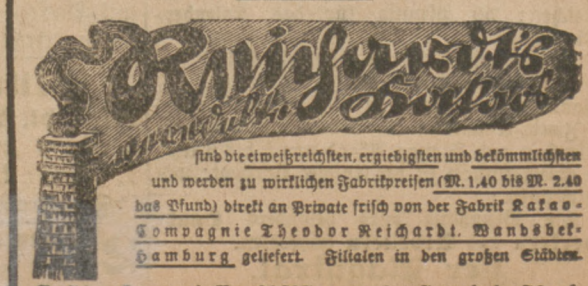 Reichardt's
entölte Kakaos
sind die eiweißreichsten, ergiebigsten und bekömmlichsten
und werden zu wirklichen Fabrikpreisen (M. 1,40 bis M. 2.40
das Pfund) direkt an Private frisch von der Fabrik Kakao-
Compagnie Theodor Reichardt. Wandsbek-
Hamburg geliefert. Filialen in den großen Städten.